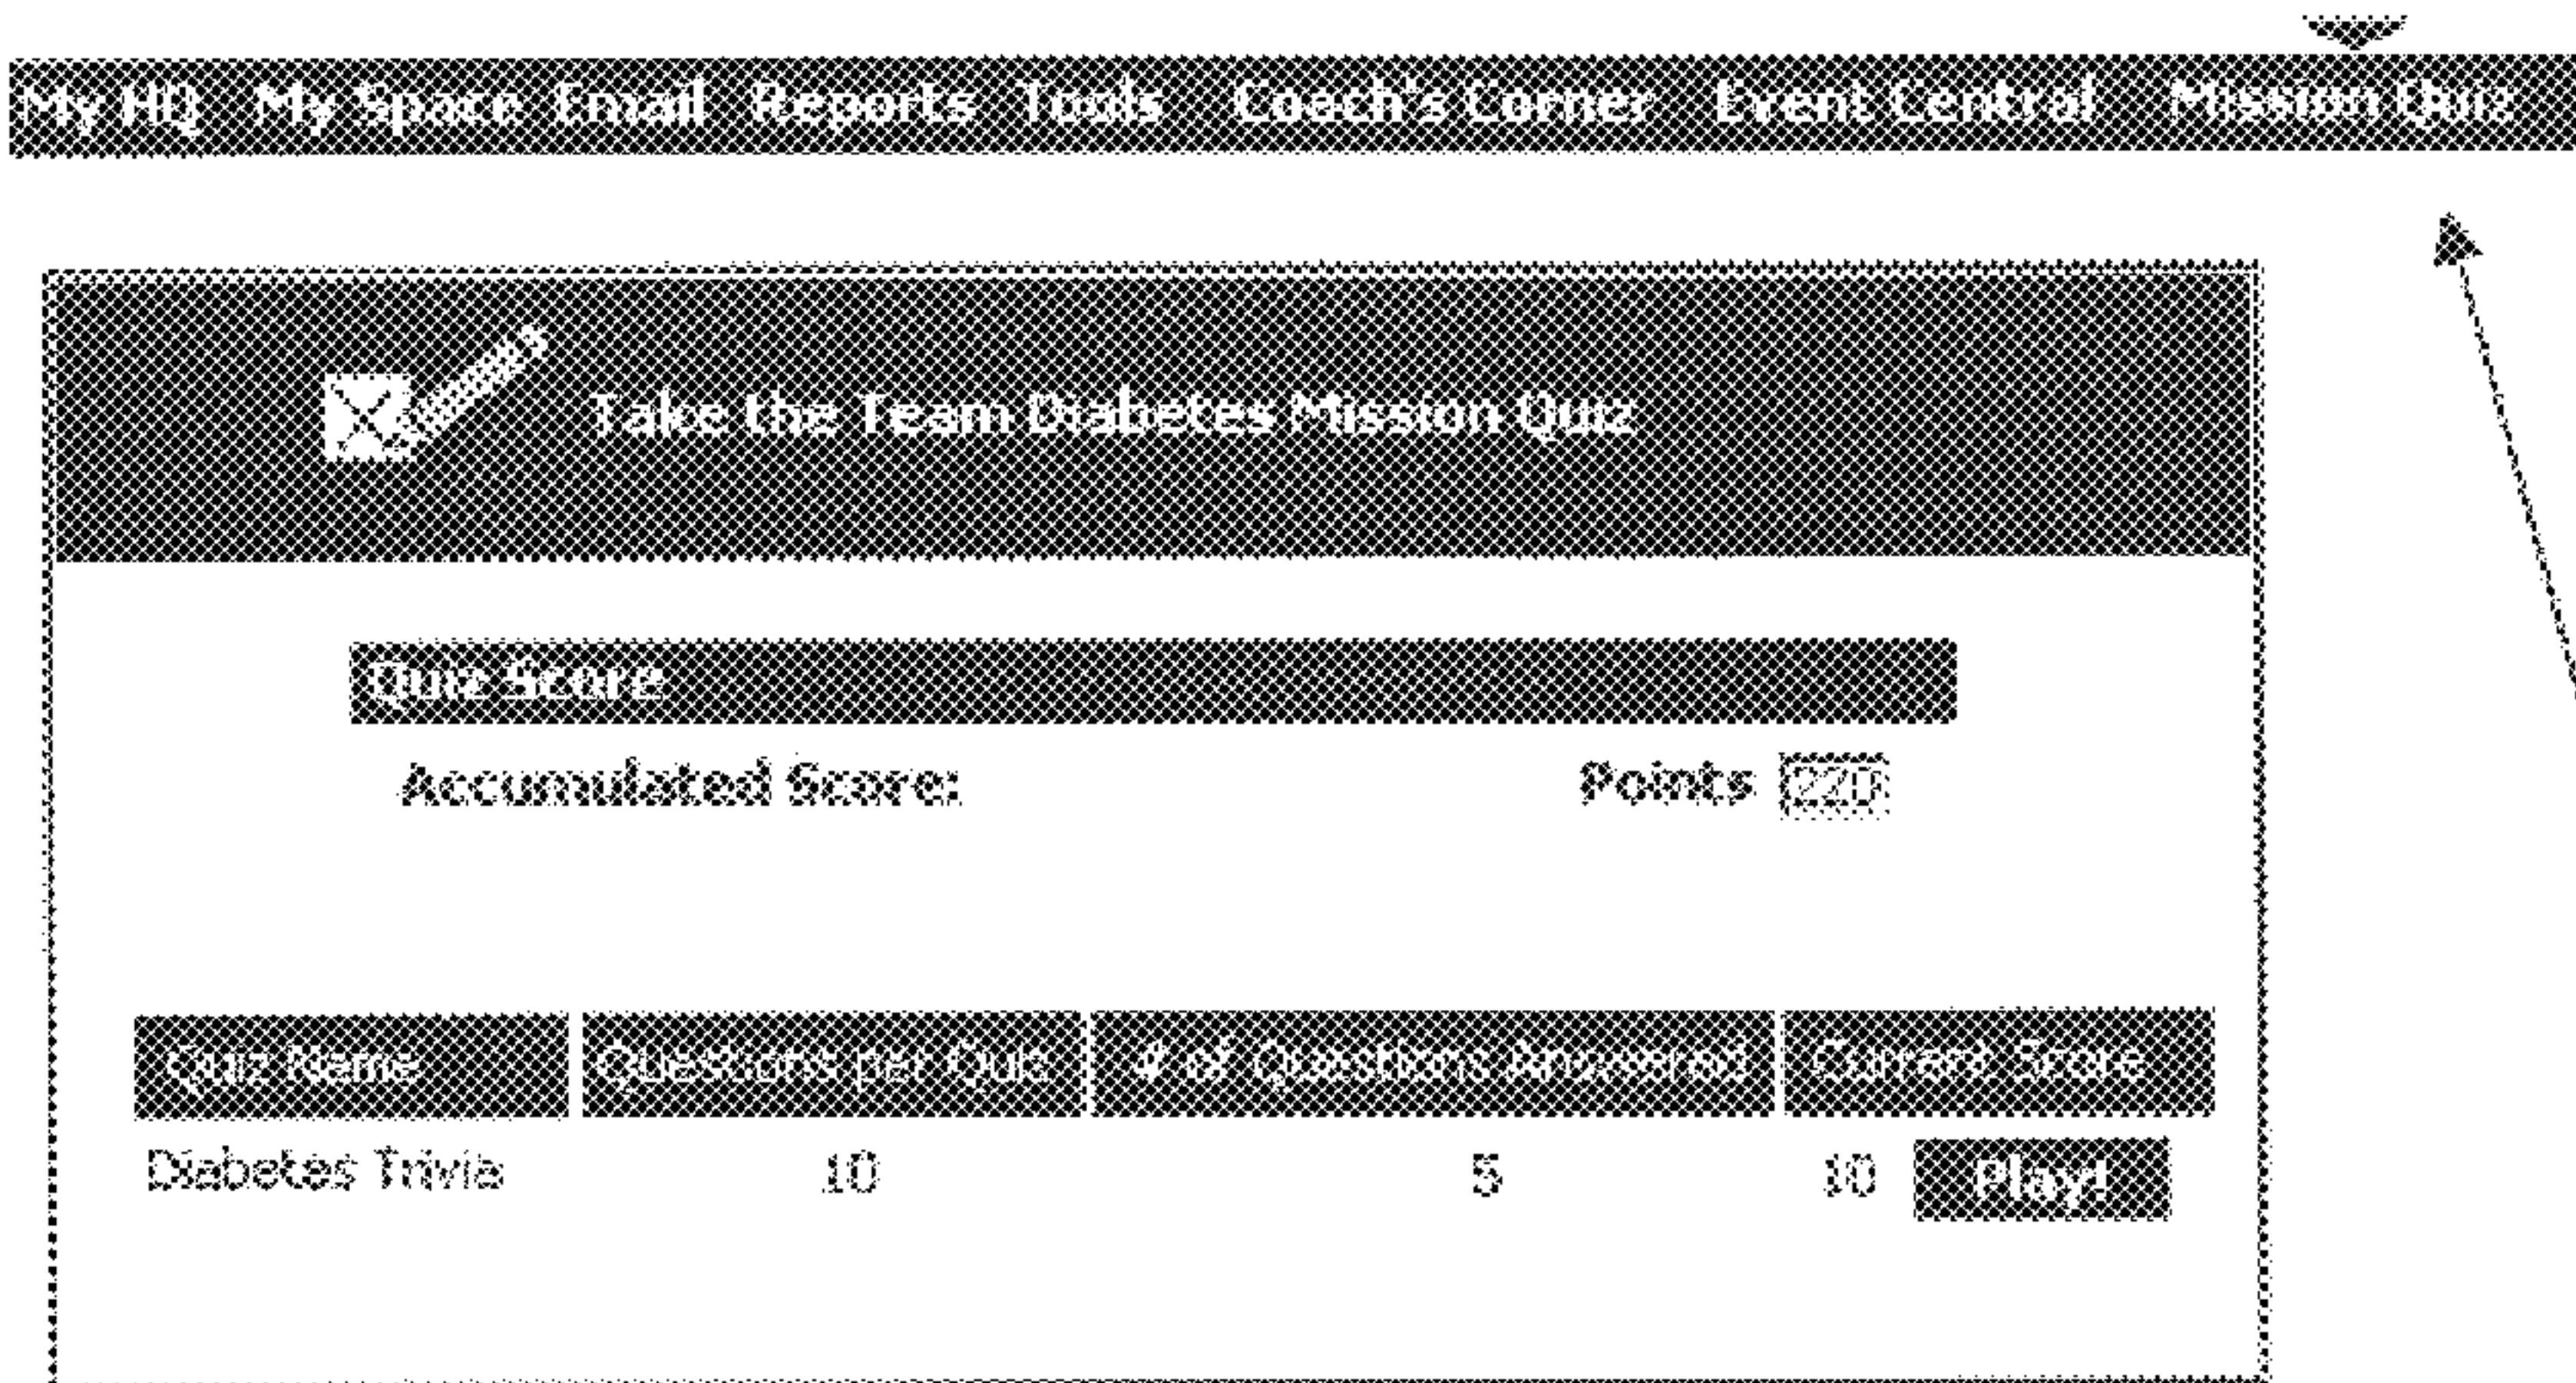 My HQ My Space Email Reports Tools Coach's Corner Event Central Mission Quiz
Take the Team Diabetes Mission Quiz
Quiz Score
Accumulated Score: Points 220
Quiz Name Questions per Quiz # of Questions Answered Current Score
Diabetes Trivia 10 5 10 Play!